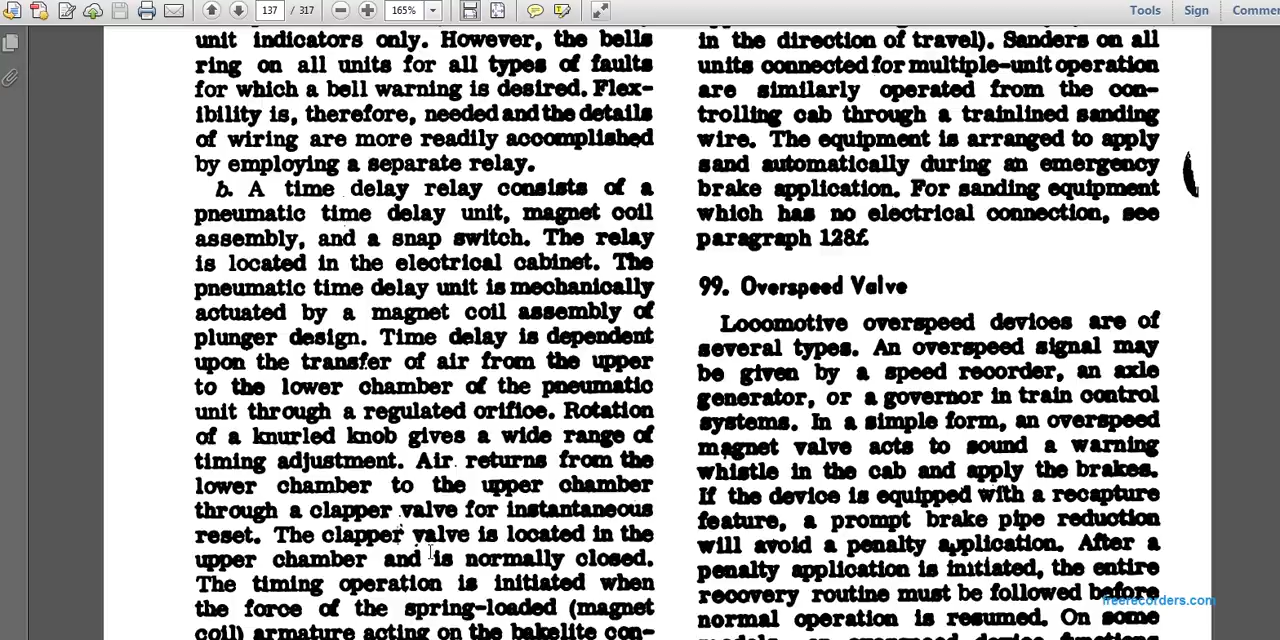 137 / 317
165%
Tools
Sign
Comme
unit indicators only. However, the bells
ring on all units for all types of faults
for which a bell warning is desired. Flex-
ibility is, therefore, needed and the details
of wiring are more readily accomplished
by employing a separate relay.
b. A time delay relay consists of a
pneumatic time delay unit, magnet coil
assembly, and a snap switch. The relay
is located in the electrical cabinet. The
pneumatic time delay unit is mechanically
actuated by a magnet coil assembly of
plunger design. Time delay is dependent
upon the transfer of air from the upper
to the lower chamber of the pneumatic
unit through a regulated orifice. Rotation
of a knurled knob gives a wide range of
timing adjustment. Air returns from the
lower chamber to the upper chamber
through a clapper valve for instantaneous
reset. The clapper valve is located in the
upper chamber and is normally closed.
The timing operation is initiated when
the force of the spring-loaded (magnet
coil) armature acting on the bakelite con-
in the direction of travel). Sanders on all
units connected for multiple-unit operation
are similarly operated from the con-
trolling cab through a trainlined sanding
wire. The equipment is arranged to apply
sand automatically during an emergency
brake application. For sanding equipment
which has no electrical connection, see
paragraph 128f.
99. Overspeed Valve
Locomotive overspeed devices are of
several types. An overspeed signal may
be given by a speed recorder, an axle
generator, or a governor in train control
systems. In a simple form, an overspeed
magnet valve acts to sound a warning
whistle in the cab and apply the brakes.
If the device is equipped with a recapture
feature, a prompt brake pipe reduction
will avoid a penalty application. After a
penalty application is initiated, the entire
recovery routine must be followed before
normal operation is resumed. On some
freerecorders.com